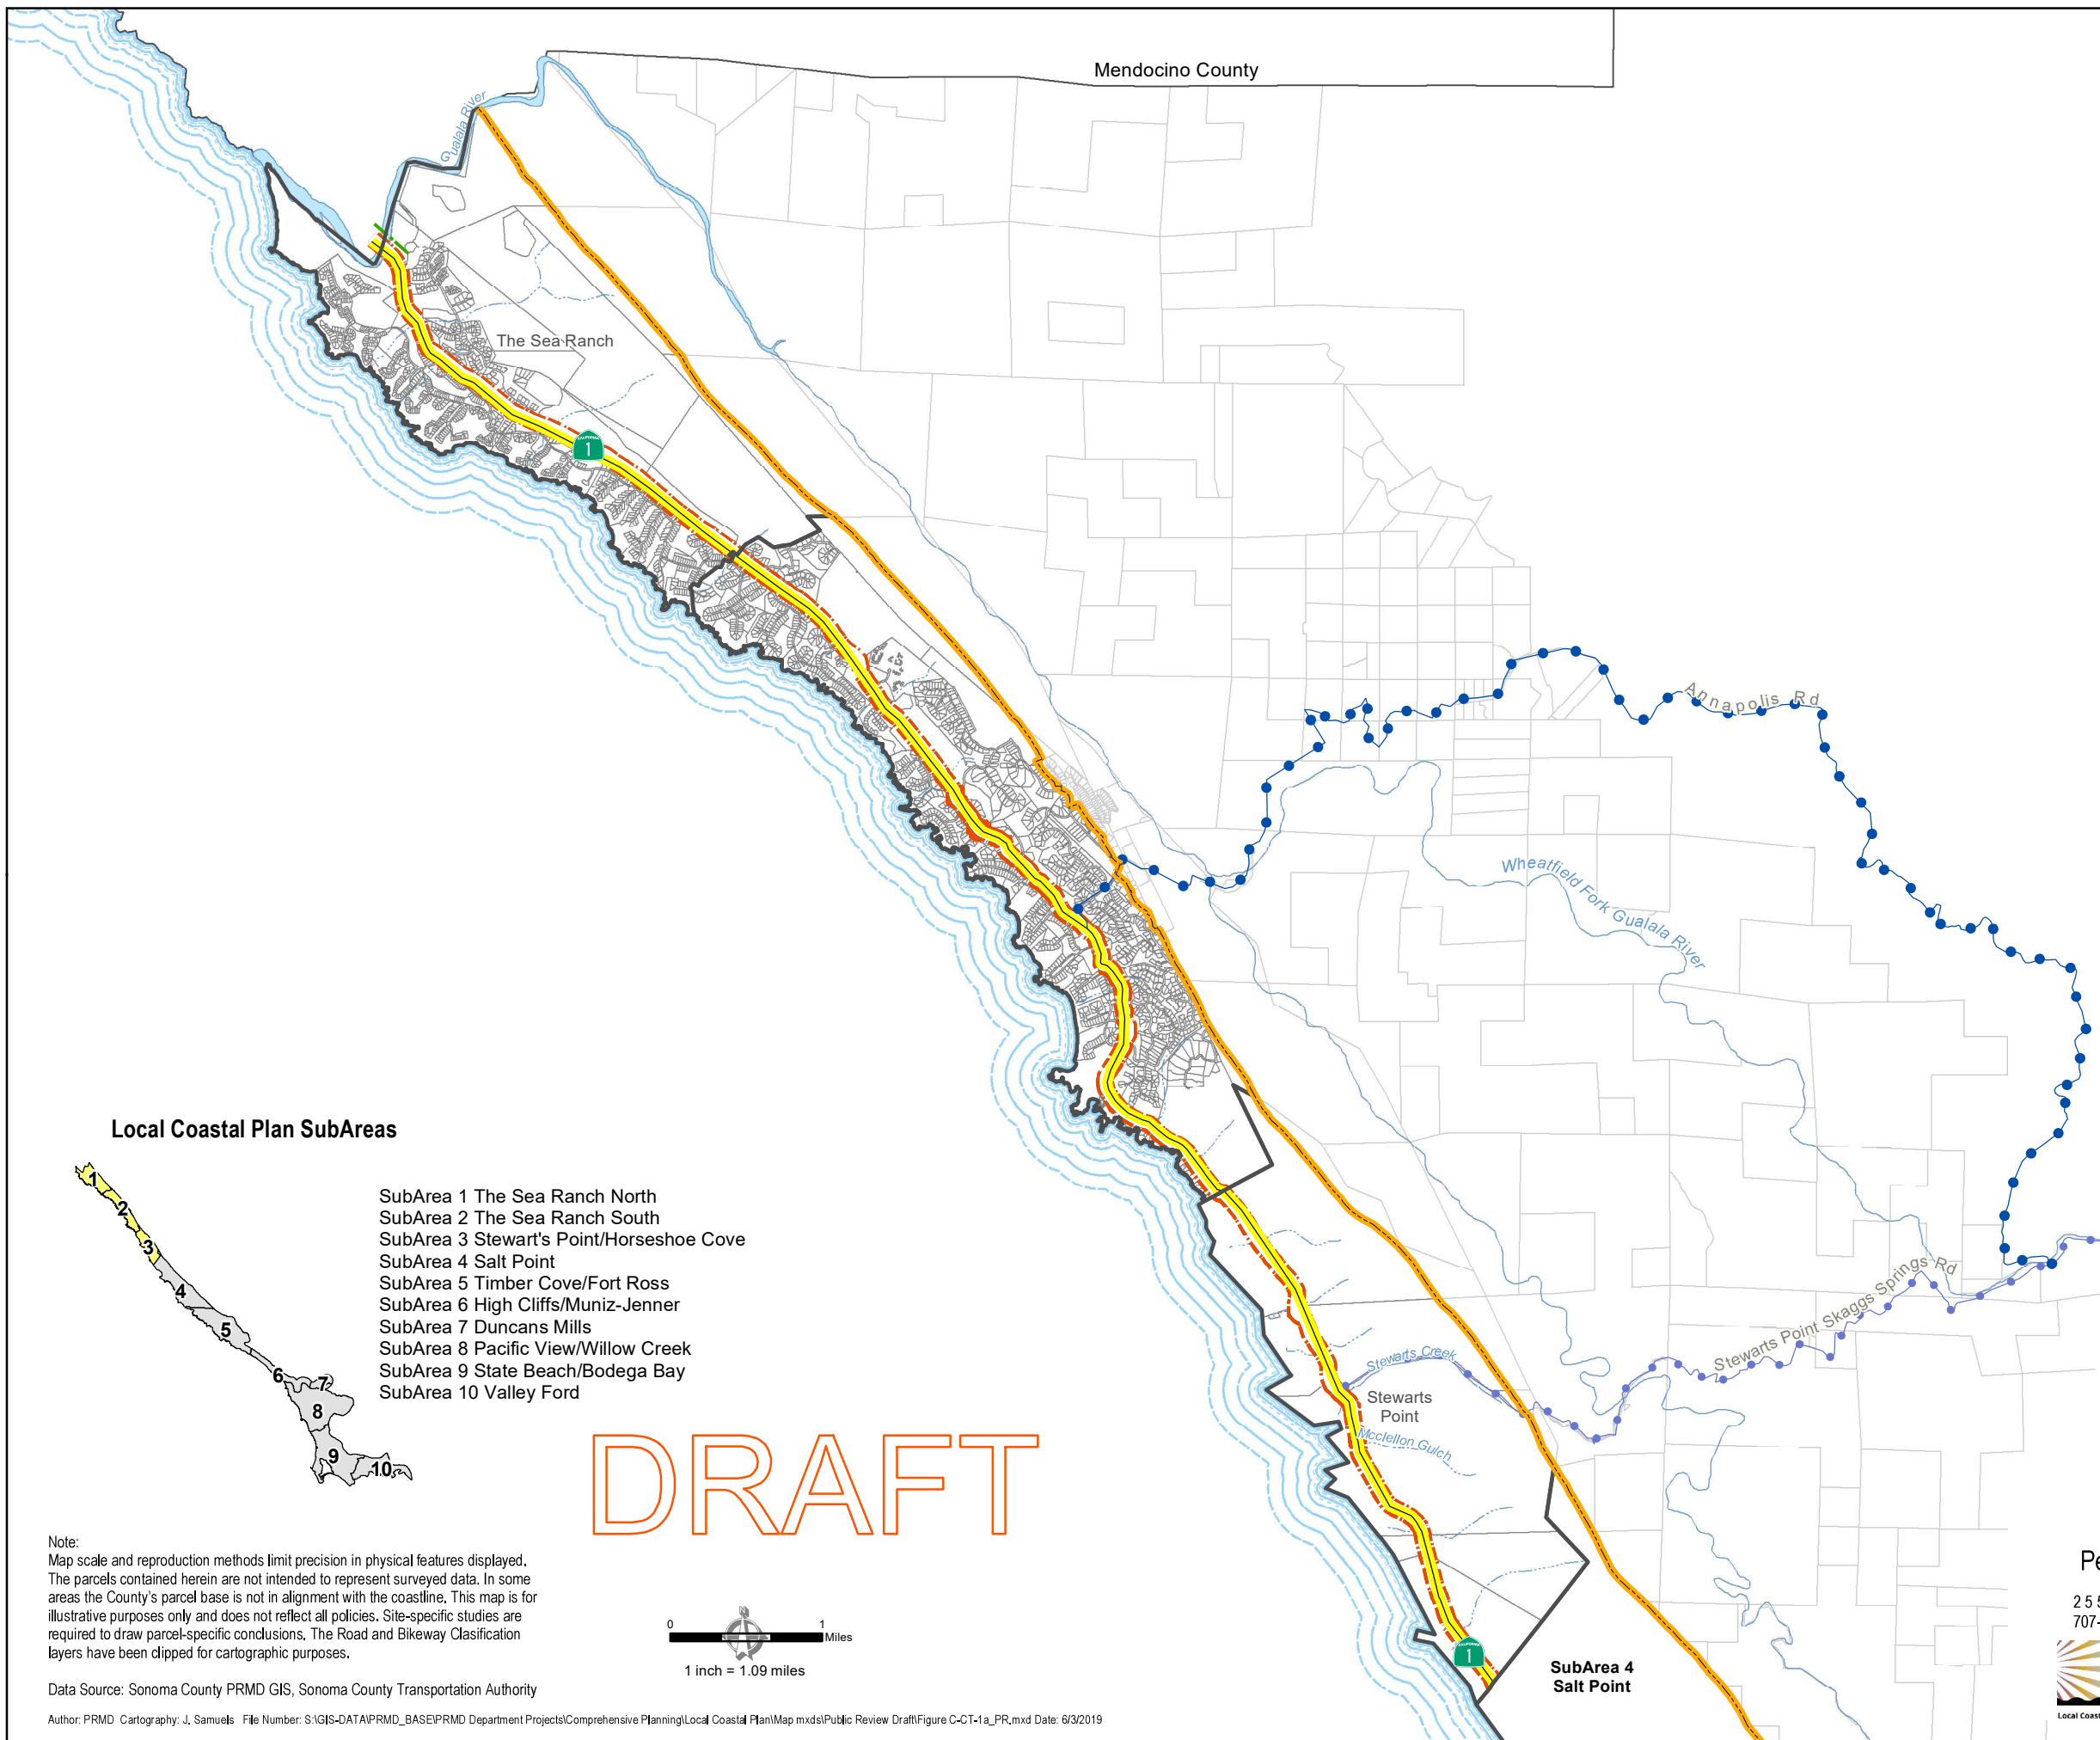 Mendocino County
Gualala River
The Sea Ranch
CALIFORNIA
1
Annapolis Rd
Wheatfield Fork Gualala River
Stewarts Point Skaggs Springs Rd
Stewarts Creek
Stewarts
Point
Mcclellon Gulch
Local Coastal Plan SubAreas
1
2
3
4
5
6
7
8
9
10
SubArea 1 The Sea Ranch North
SubArea 2 The Sea Ranch South
SubArea 3 Stewart's Point/Horseshoe Cove
SubArea 4 Salt Point
SubArea 5 Timber Cove/Fort Ross
SubArea 6 High Cliffs/Muniz-Jenner
SubArea 7 Duncans Mills
SubArea 8 Pacific View/Willow Creek
SubArea 9 State Beach/Bodega Bay
SubArea 10 Valley Ford
DRAFT
Note:
Map scale and reproduction methods limit precision in physical features displayed.
The parcels contained herein are not intended to represent surveyed data. In some
areas the County's parcel base is not in alignment with the coastline. This map is for
illustrative purposes only and does not reflect all policies. Site-specific studies are
required to draw parcel-specific conclusions. The Road and Bikeway Clasification
layers have been clipped for cartographic purposes.
0 1
Miles
1 inch = 1.09 miles
CALIFORNIA
1
SubArea 4
Salt Point
Data Source: Sonoma County PRMD GIS, Sonoma County Transportation Authority
Author: PRMD Cartography: J. Samuels File Number: S:\GIS-DATA\PRMD_BASE\PRMD Department Projects\Comprehensive Planning\Local Coastal Plan\Map mxds\Public Review Draft\Figure C-CT-1a_PR.mxd Date: 6/3/2019
Pe
2 5 5
707-
Local Coast